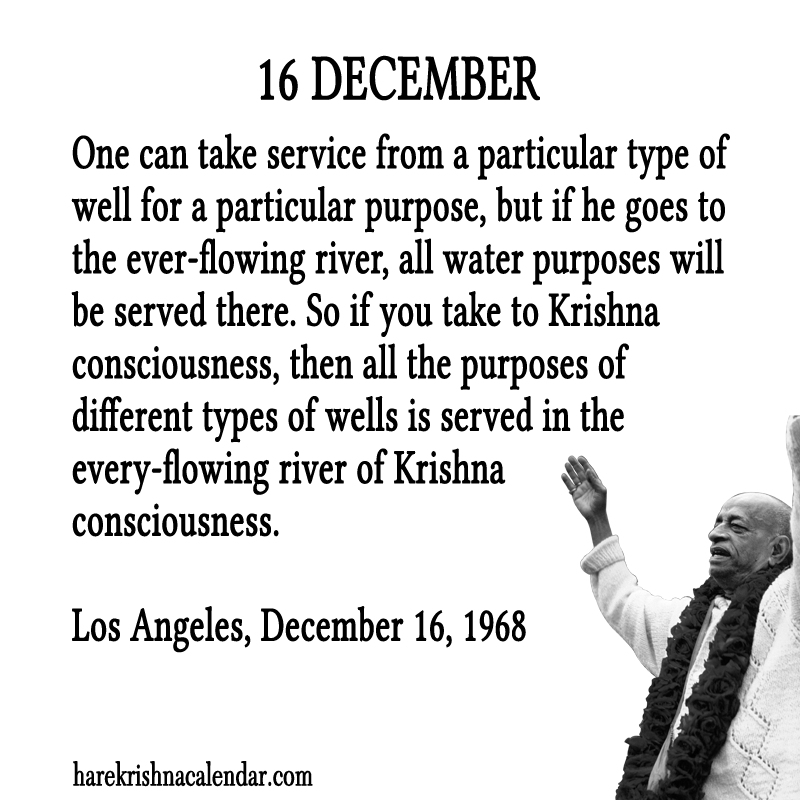 16 DECEMBER
One can take service from a particular type of
well for a particular purpose, but if he goes to
the ever-flowing river, all water purposes will
be served there. So if you take to Krishna
consciousness, then all the purposes of
different types of wells is served in the
every-flowing river of Krishna
consciousness.
Los Angeles, December 16, 1968
harekrishnacalendar.com